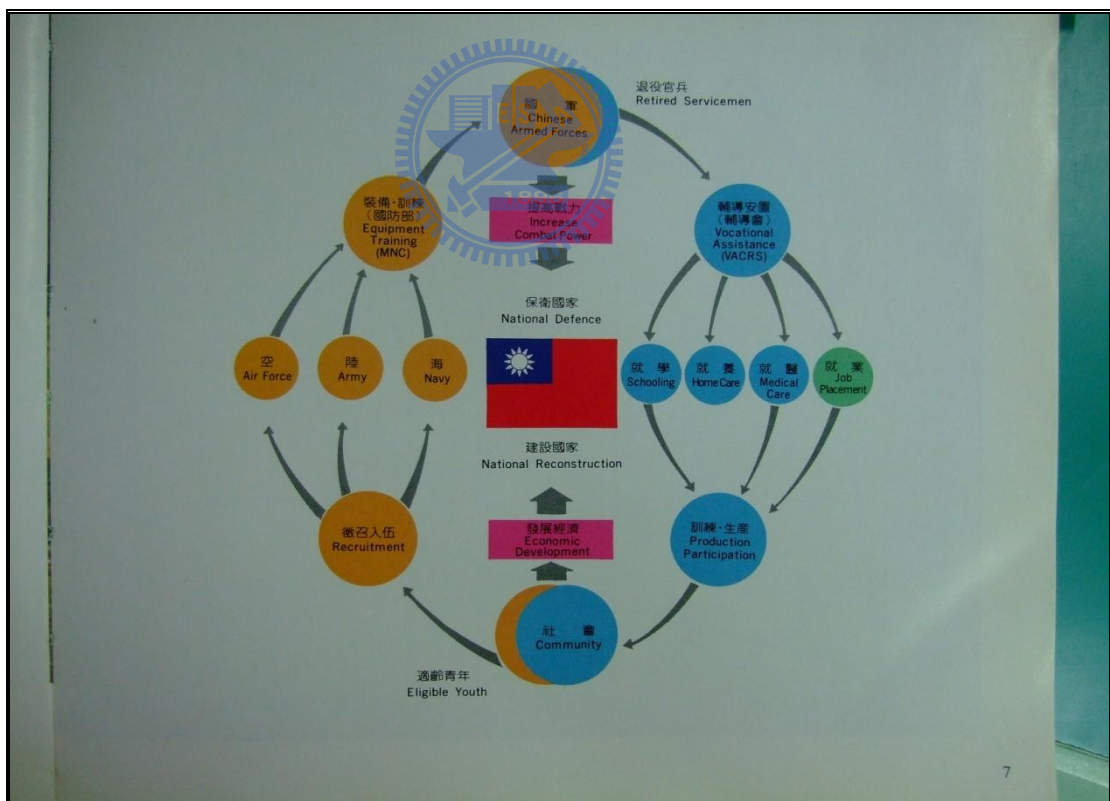 國 軍
Chinese
Armed Forces
退役官兵
Retired Servicemen
裝備·訓練
(國防部)
Equipment
Training
(MNC)
提高戰力
Increase
Combat Power
輔導安置
(輔導會)
Vocational
Assistance
(VACRS)
保衛國家
National Defence
空
Air Force
陸
Army
海
Navy
就 學
Schooling
就 養
Home Care
就 醫
Medical
Care
就 業
Job
Placement
建設國家
National Reconstruction
徵召入伍
Recruitment
發展經濟
Economic
Development
訓練·生產
Production
Participation
社 會
Community
適齡青年
Eligible Youth
7